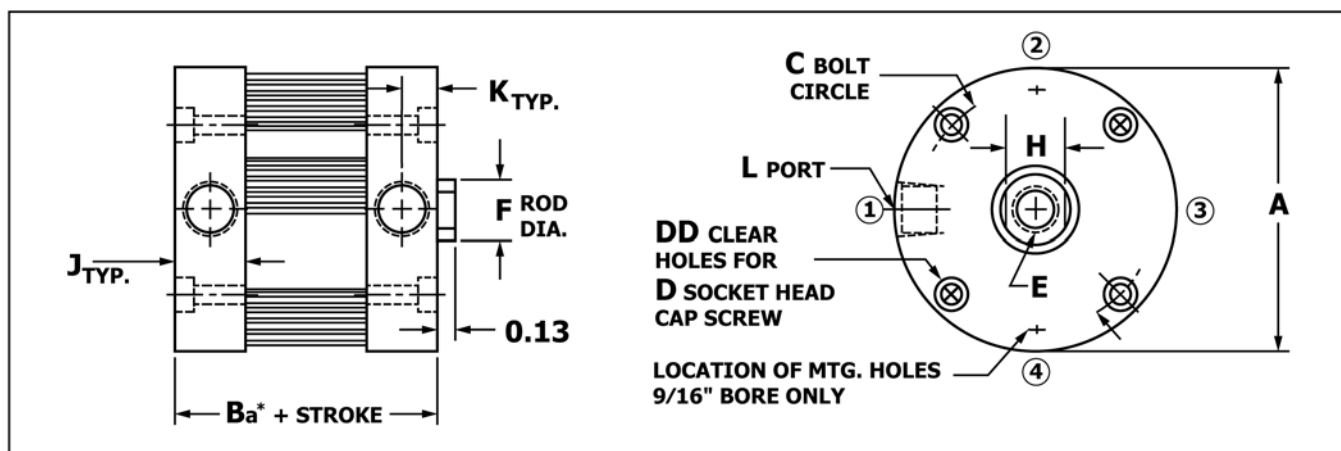 K TYP.
F ROD
DIA.
J TYP.
0.13
Ba* + STROKE
②
C BOLT
CIRCLE
H
L PORT
①
③
A
DD CLEAR
HOLES FOR
D SOCKET HEAD
CAP SCREW
E
LOCATION OF MTG. HOLES
9/16" BORE ONLY
④